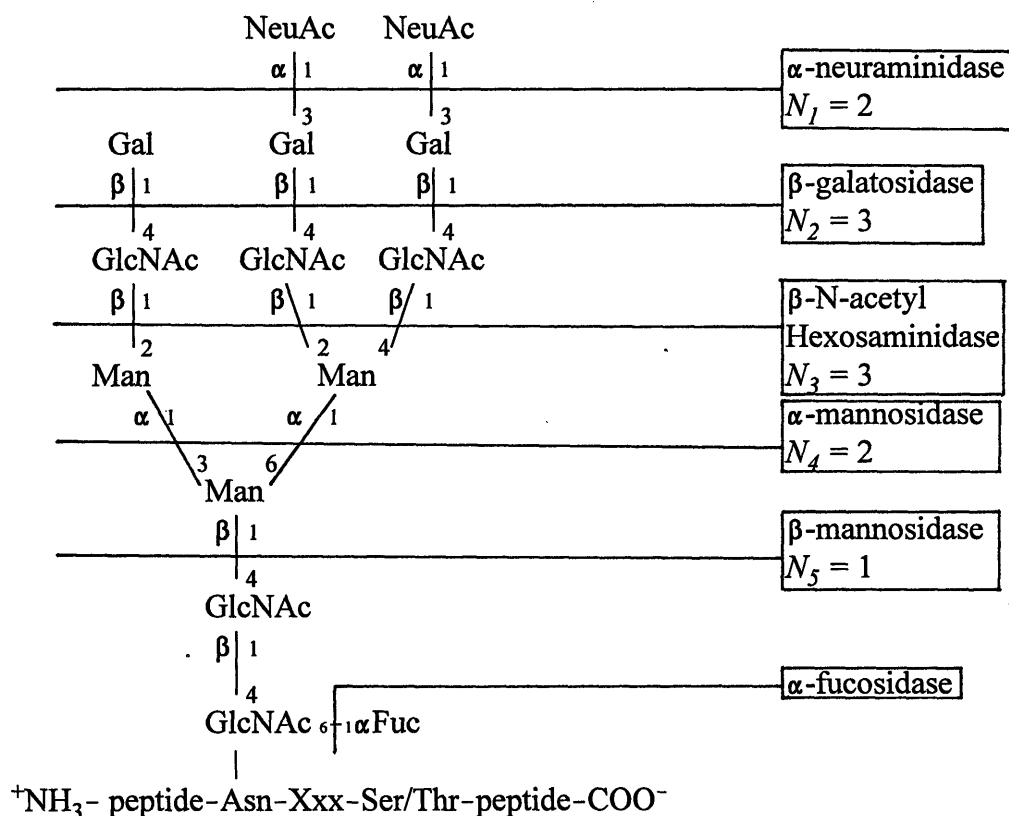 NeuAc NeuAc
α 1 α 1 α-neuraminidase
3 3 N1 = 2
Gal Gal Gal
β 1 β 1 β 1 β-galatosidase
4 4 4 N2 = 3
GlcNAc GlcNAc GlcNAc
β 1 β 1 β 1 β-N-acetyl
2 2 4 Hexosaminidase
Man Man N3 = 3
α 1 α 1 α-mannosidase
3 6 N4 = 2
Man
β 1 β-mannosidase
4 N5 = 1
GlcNAc
β 1
4 α-fucosidase
GlcNAc 6 1 αFuc
+NH3- peptide-Asn-Xxx-Ser/Thr-peptide-COO-